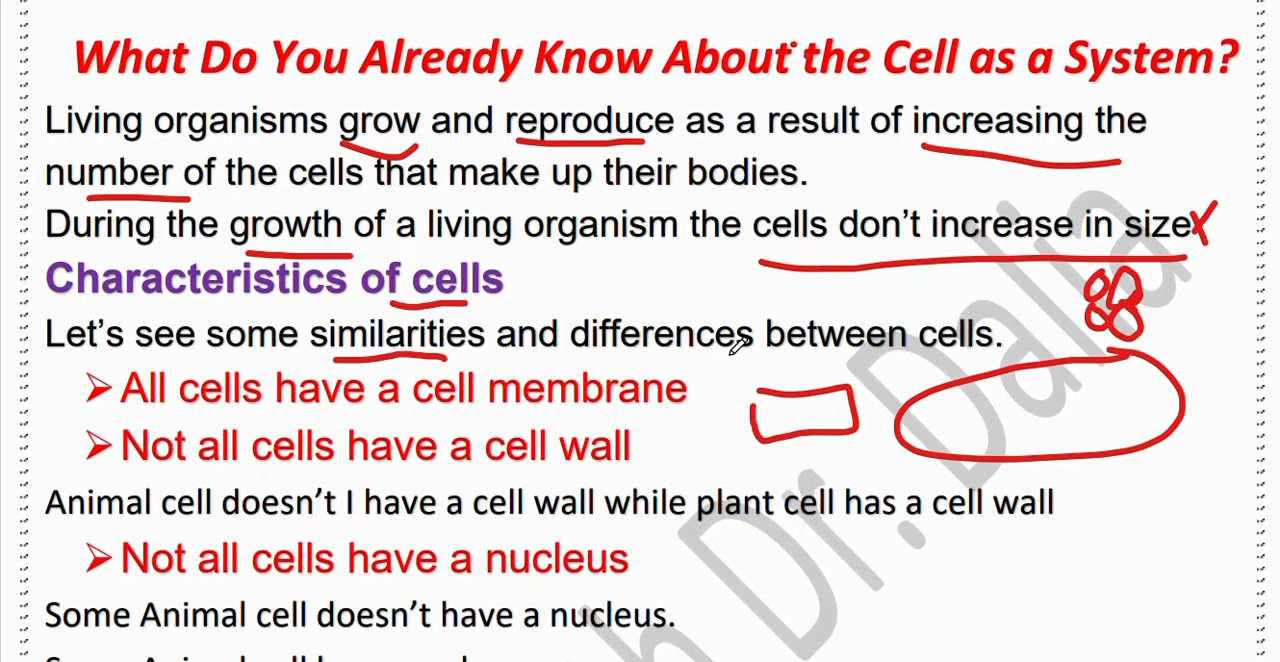 What Do You Already Know About the Cell as a System?
Living organisms grow and reproduce as a result of increasing the
number of the cells that make up their bodies.
During the growth of a living organism the cells don't increase in size
Characteristics of cells
Let's see some similarities and differences between cells.
➢ All cells have a cell membrane
➢ Not all cells have a cell wall
Animal cell doesn't I have a cell wall while plant cell has a cell wall
➢ Not all cells have a nucleus
Some Animal cell doesn't have a nucleus.
Dr. Dalia